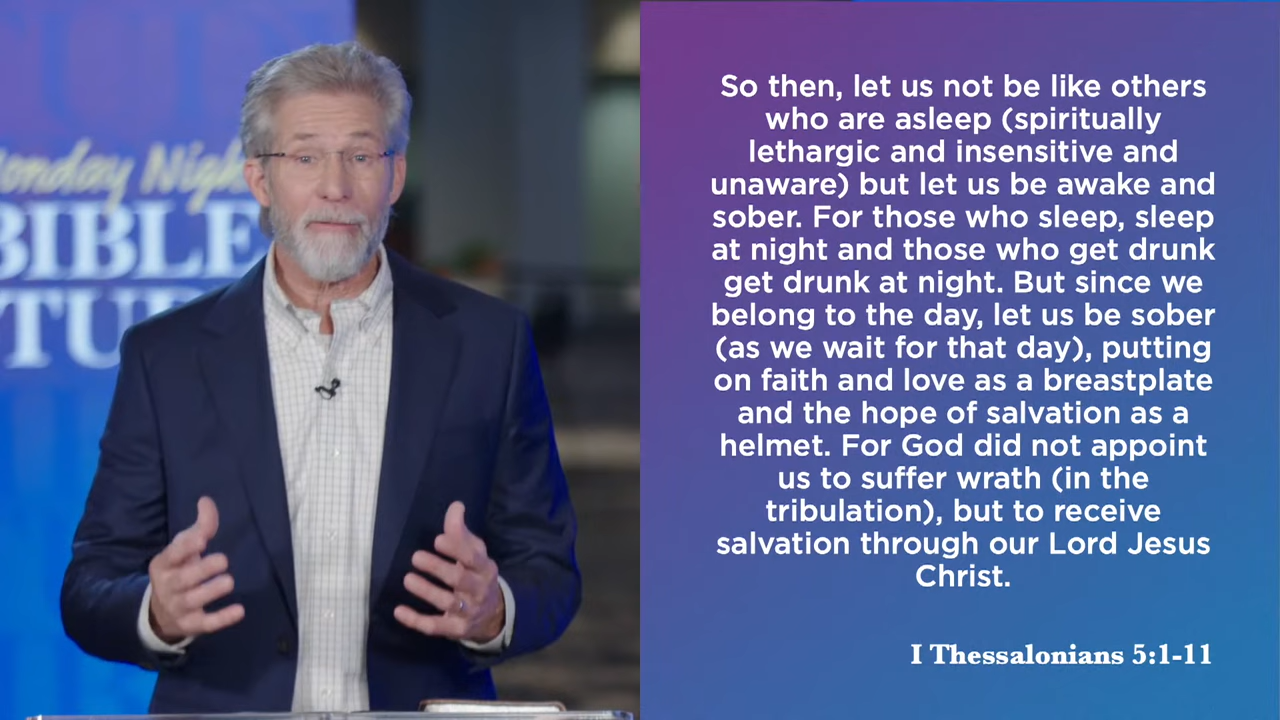 onday Nigh
BIBLE
TU
So then, let us not be like others
who are asleep (spiritually
lethargic and insensitive and
unaware) but let us be awake and
sober. For those who sleep, sleep
at night and those who get drunk
get drunk at night. But since we
belong to the day, let us be sober
(as we wait for that day), putting
on faith and love as a breastplate
and the hope of salvation as a
helmet. For God did not appoint
us to suffer wrath (in the
tribulation), but to receive
salvation through our Lord Jesus
Christ.
I Thessalonians 5:1-11